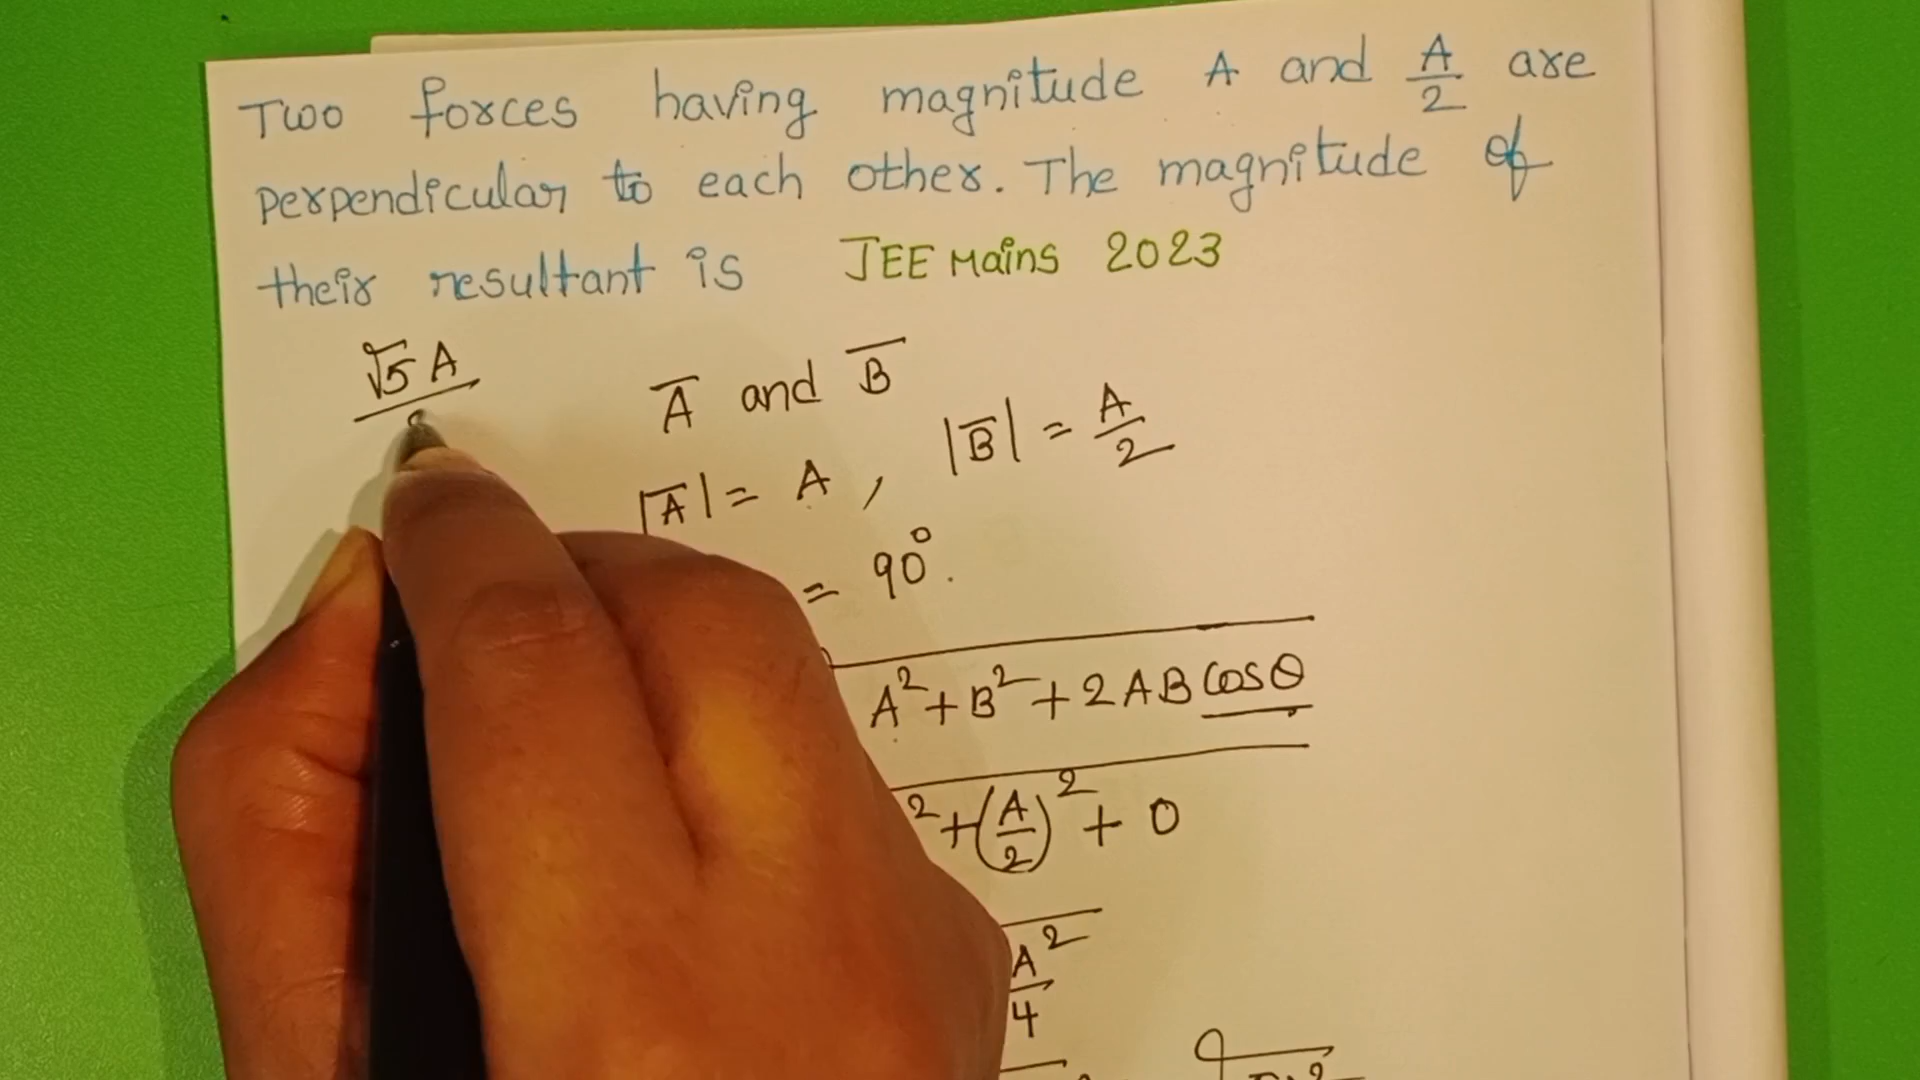 Two forces having magnitude A and A/2 are
perpendicular to each other. The magnitude of
their resultant is JEE Mains 2023
√5 A
A̅ and B̅
|A̅| = A , |B̅| = A/2
= 90°.
A² + B² + 2AB cosθ
² + (A/2)² + 0
A²/4